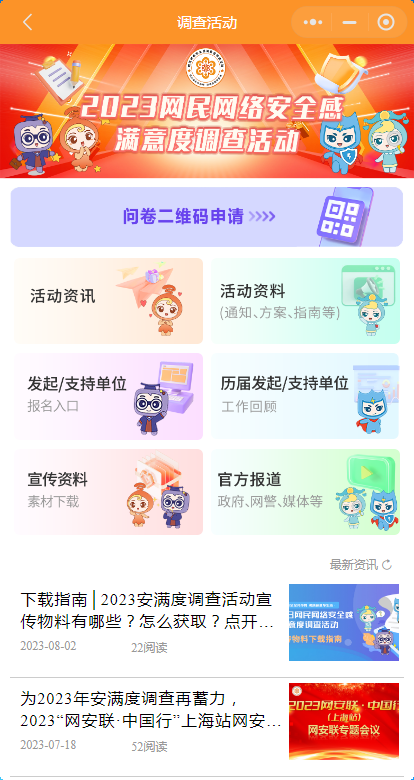 调查活动
2023网民网络安全感
满意度调查活动
问卷二维码申请
活动资讯
活动资料
(通知、方案、指南等)
发起/支持单位
报名入口
历届发起/支持单位
工作回顾
宣传资料
素材下载
官方报道
政府、网警、媒体等
最新资讯
下载指南│2023安满度调查活动宣
传物料有哪些？怎么获取？点开…
2023-08-02
22阅读
为2023年安满度调查再蓄力，
2023“网安联·中国行”上海站网安…
2023-07-18
52阅读
2023网安联·中国行
(上海站)
网安联专题会议